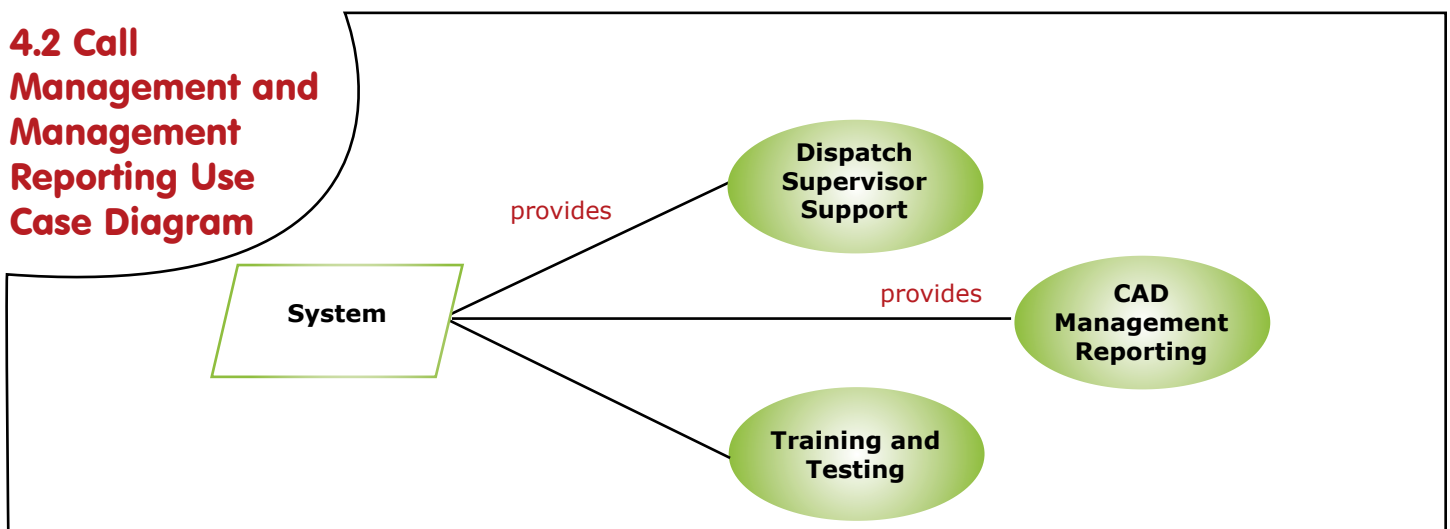 4.2 Call
Management and
Management
Reporting Use
Case Diagram
Dispatch
Supervisor
Support
provides
provides
CAD
Management
Reporting
System
Training and
Testing